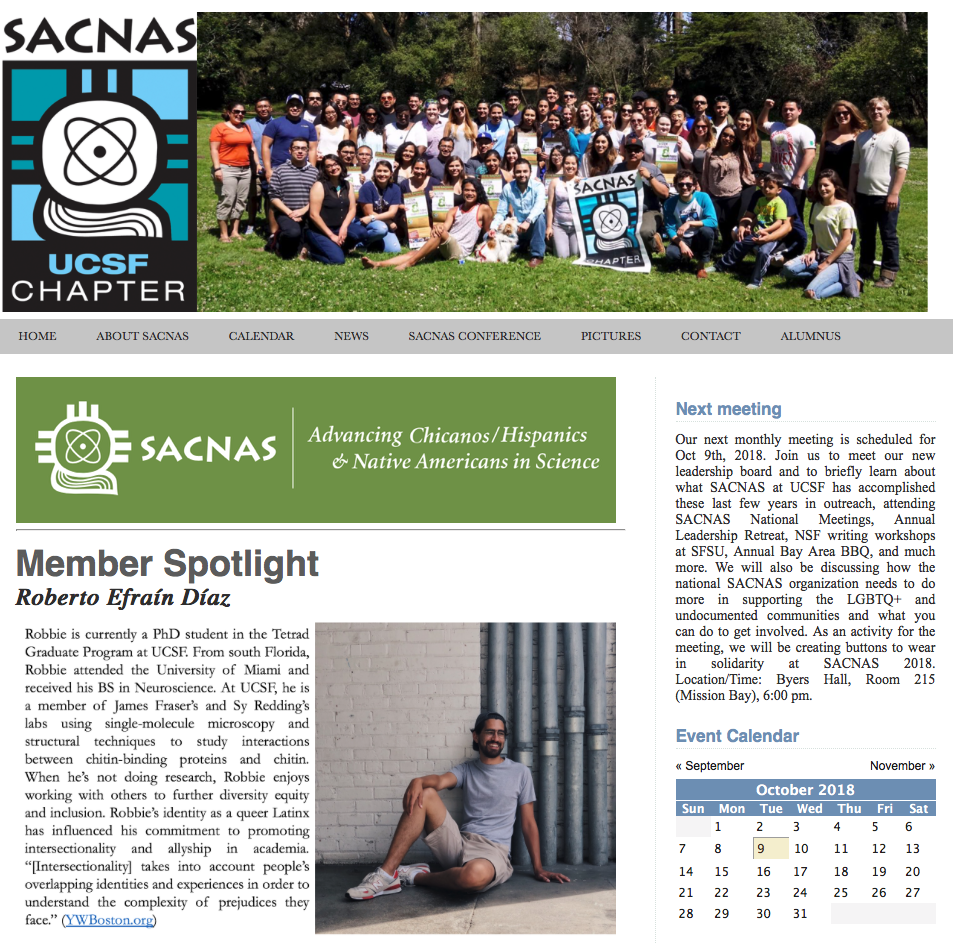 SACNAS
UCSF
CHAPTER
SACNAS
CHAPTER
HOME
ABOUT SACNAS
CALENDAR
NEWS
SACNAS CONFERENCE
PICTURES
CONTACT
ALUMNUS
SACNAS
Advancing Chicanos/Hispanics
& Native Americans in Science
Member Spotlight
Roberto Efraín Díaz
Robbie is currently a PhD student in the Tetrad
Graduate Program at UCSF. From south Florida,
Robbie attended the University of Miami and
received his BS in Neuroscience. At UCSF, he is
a member of James Fraser's and Sy Redding's
labs using single-molecule microscopy and
structural techniques to study interactions
between chitin-binding proteins and chitin.
When he's not doing research, Robbie enjoys
working with others to further diversity equity
and inclusion. Robbie's identity as a queer Latinx
has influenced his commitment to promoting
intersectionality and allyship in academia.
“[Intersectionality] takes into account people's
overlapping identities and experiences in order to
understand the complexity of prejudices they
face.” (YWBoston.org)
Next meeting
Our next monthly meeting is scheduled for
Oct 9th, 2018. Join us to meet our new
leadership board and to briefly learn about
what SACNAS at UCSF has accomplished
these last few years in outreach, attending
SACNAS National Meetings, Annual
Leadership Retreat, NSF writing workshops
at SFSU, Annual Bay Area BBQ, and much
more. We will also be discussing how the
national SACNAS organization needs to do
more in supporting the LGBTQ+ and
undocumented communities and what you
can do to get involved. As an activity for the
meeting, we will be creating buttons to wear
in solidarity at SACNAS 2018.
Location/Time: Byers Hall, Room 215
(Mission Bay), 6:00 pm.
Event Calendar
« September November »
October 2018
Sun Mon Tue Wed Thu Fri Sat
1 2 3 4 5 6
7 8 9 10 11 12 13
14 15 16 17 18 19 20
21 22 23 24 25 26 27
28 29 30 31